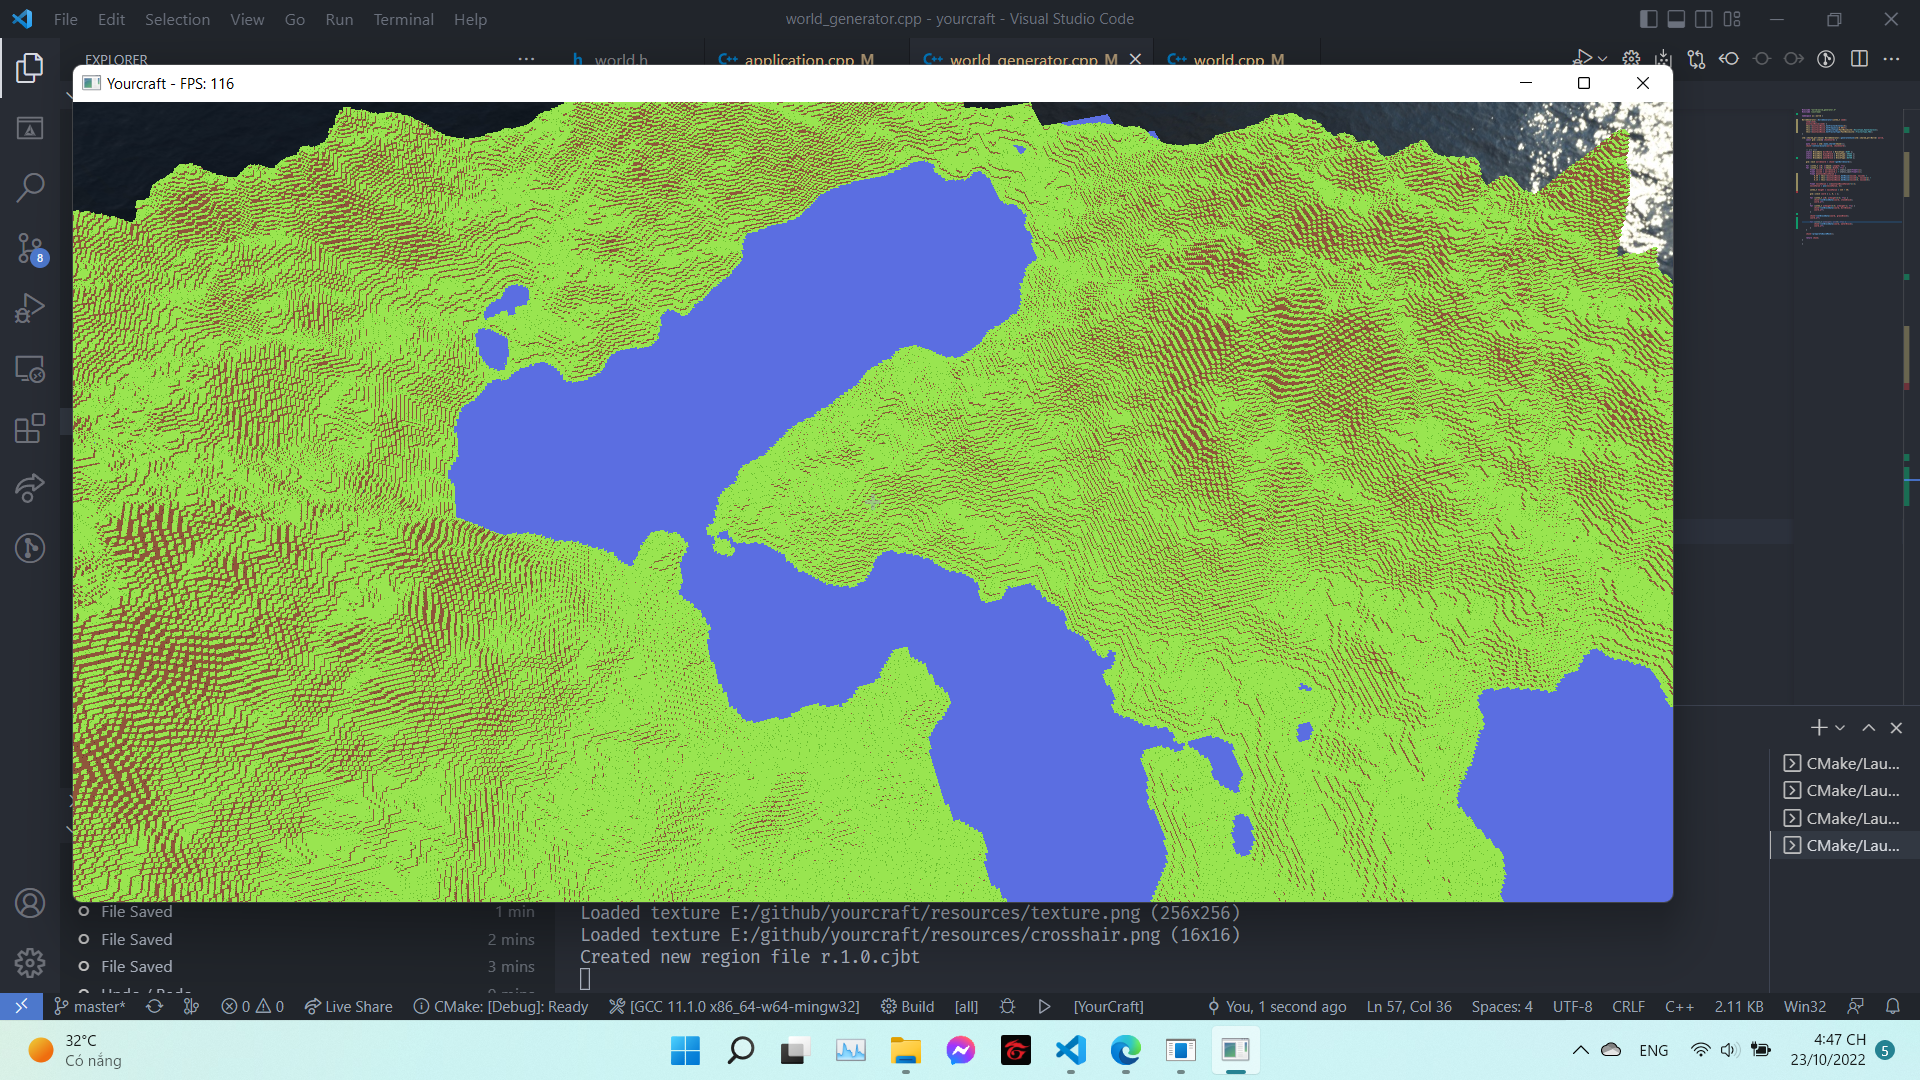 File Edit Selection View Go Run Terminal Help
world_generator.cpp - yourcraft - Visual Studio Code
EXPLORER
world.h
application.cpp M
world_generator.cpp M
world.cpp M
Yourcraft - FPS: 116
8
CMake/Lau...
CMake/Lau...
CMake/Lau...
CMake/Lau...
File Saved 1 min
File Saved 2 mins
File Saved 3 mins
Loaded texture E:/github/yourcraft/resources/texture.png (256x256)
Loaded texture E:/github/yourcraft/resources/crosshair.png (16x16)
Created new region file r.1.0.cjbt
master* 0 0 Live Share CMake: [Debug]: Ready [GCC 11.1.0 x86_64-w64-mingw32] Build [all] [YourCraft] You, 1 second ago Ln 57, Col 36 Spaces: 4 UTF-8 CRLF C++ 2.11 KB Win32
32°C
Có nắng
ENG
4:47 CH
23/10/2022
5